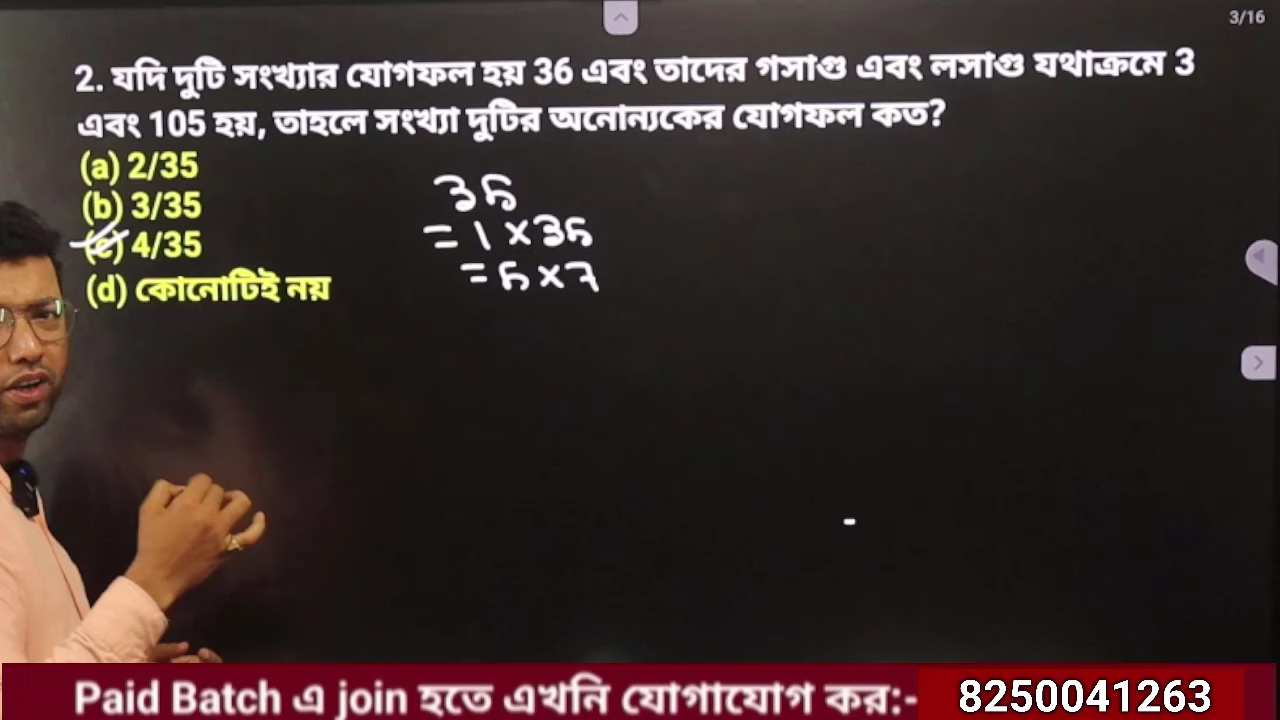 3/16
2. যদি দুটি সংখ্যার যোগফল হয় 36 এবং তাদের গসাগু এবং লসাগু যথাক্রমে 3
এবং 105 হয়, তাহলে সংখ্যা দুটির অনোন্যকের যোগফল কত?
(a) 2/35
(b) 3/35
(c) 4/35
(d) কোনোটিই নয়
35
= 1 × 35
= 5 × 7
Paid Batch এ join হতে এখনি যোগাযোগ কর:- 8250041263